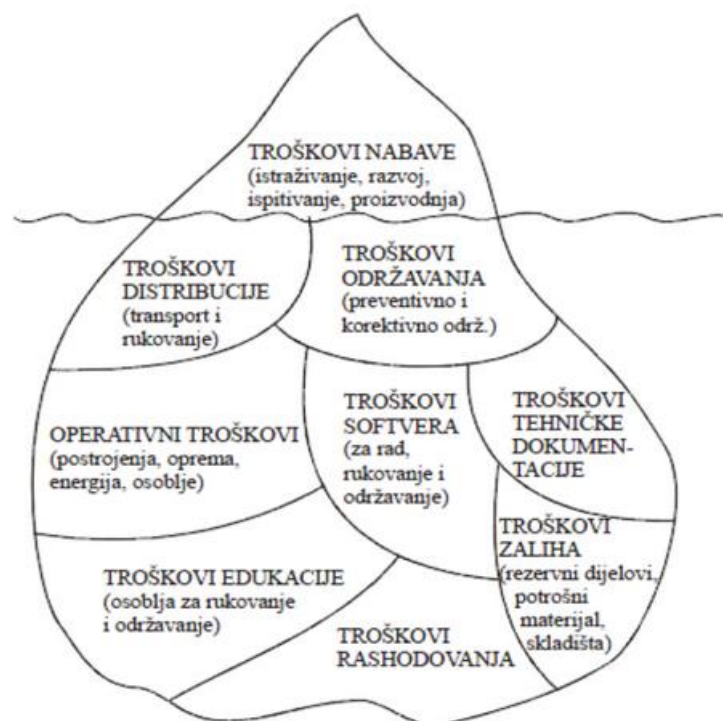 TROŠKOVI NABAVE
(istraživanje, razvoj,
ispitivanje, proizvodnja)
TROŠKOVI
DISTRIBUCIJE
(transport i
rukovanje)
TROŠKOVI
ODRŽAVANJA
(preventivno i
korektivno održ.)
OPERATIVNI TROŠKOVI
(postrojenja, oprema,
energija, osoblje)
TROŠKOVI
SOFTVERA
(za rad,
rukovanje i
održavanje)
TROŠKOVI
TEHNIČKE
DOKUMEN-
TACIJE
TROŠKOVI EDUKACIJE
(osoblja za rukovanje
i održavanje)
TROŠKOVI
RASHODOVANJA
TROŠKOVI
ZALIHA
(rezervni dijelovi,
potrošni
materijal,
skladišta)